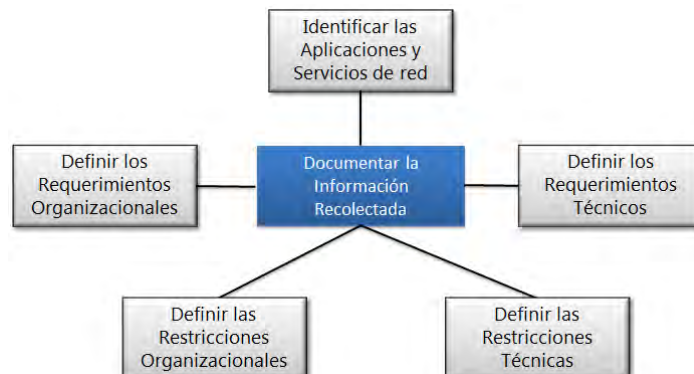 Identificar las
Aplicaciones y
Servicios de red
Definir los
Requerimientos
Organizacionales
Documentar la
Información
Recolectada
Definir los
Requerimientos
Técnicos
Definir las
Restricciones
Organizacionales
Definir las
Restricciones
Técnicas